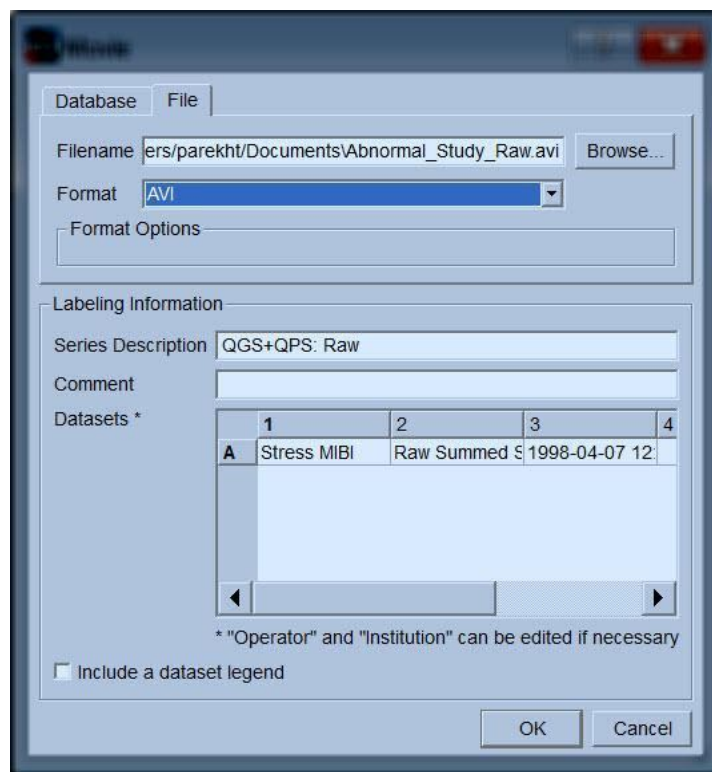 Movie
Database File
Filename ers/parekht/Documents\Abnormal_Study_Raw.avi Browse...
Format AVI
Format Options
Labeling Information
Series Description QGS+QPS: Raw
Comment
Datasets *
1 2 3 4
A Stress MIBI Raw Summed S 1998-04-07 12:
* "Operator" and "Institution" can be edited if necessary
Include a dataset legend
OK Cancel